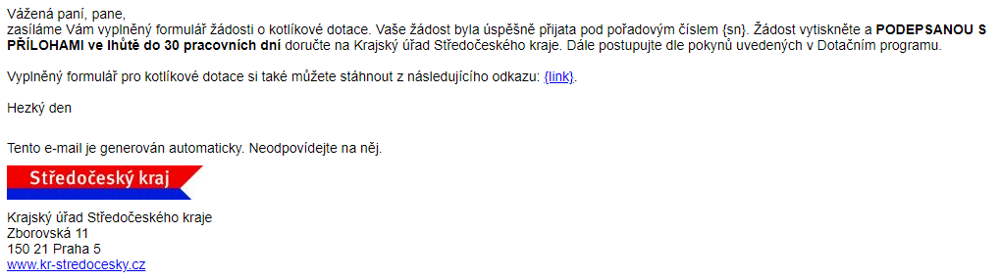 Vážená paní, pane,
zasíláme Vám vyplněný formulář žádosti o kotlíkové dotace. Vaše žádost byla úspěšně přijata pod pořadovým číslem {sn}. Žádost vytiskněte a PODEPSANOU S
PŘÍLOHAMI ve lhůtě do 30 pracovních dní doručte na Krajský úřad Středočeského kraje. Dále postupujte dle pokynů uvedených v Dotačním programu.
Vyplněný formulář pro kotlíkové dotace si také můžete stáhnout z následujícího odkazu: {link}.
Hezký den
Tento e-mail je generován automaticky. Neodpovídejte na něj.
Středočeský kraj
Krajský úřad Středočeského kraje
Zborovská 11
150 21 Praha 5
www.kr-stredocesky.cz